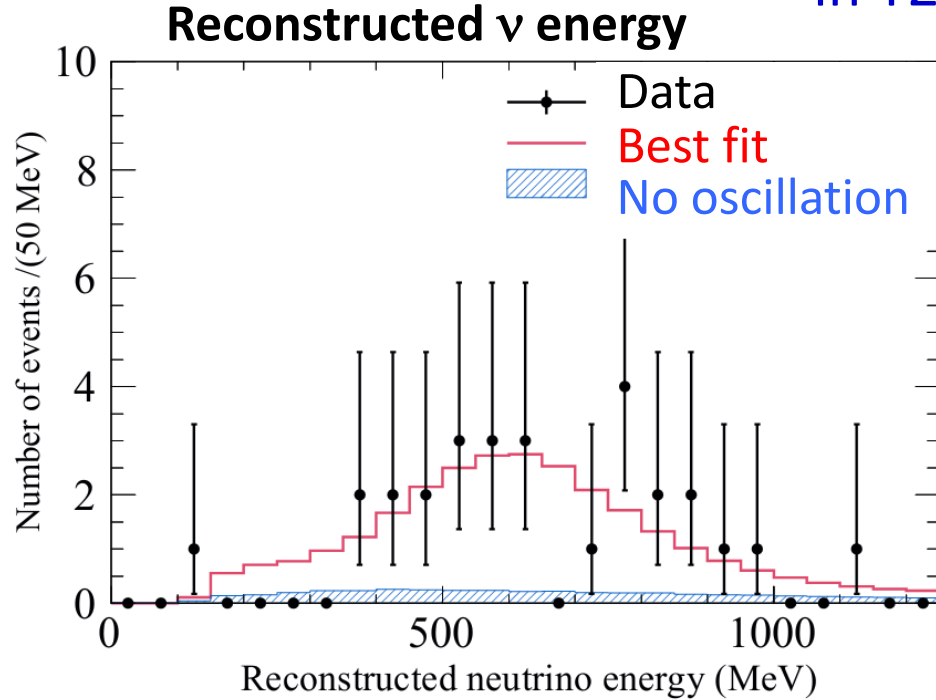 Reconstructed ν energy
10
8
6
4
2
0
Number of events /(50 MeV)
Data
Best fit
No oscillation
0 500 1000
Reconstructed neutrino energy (MeV)